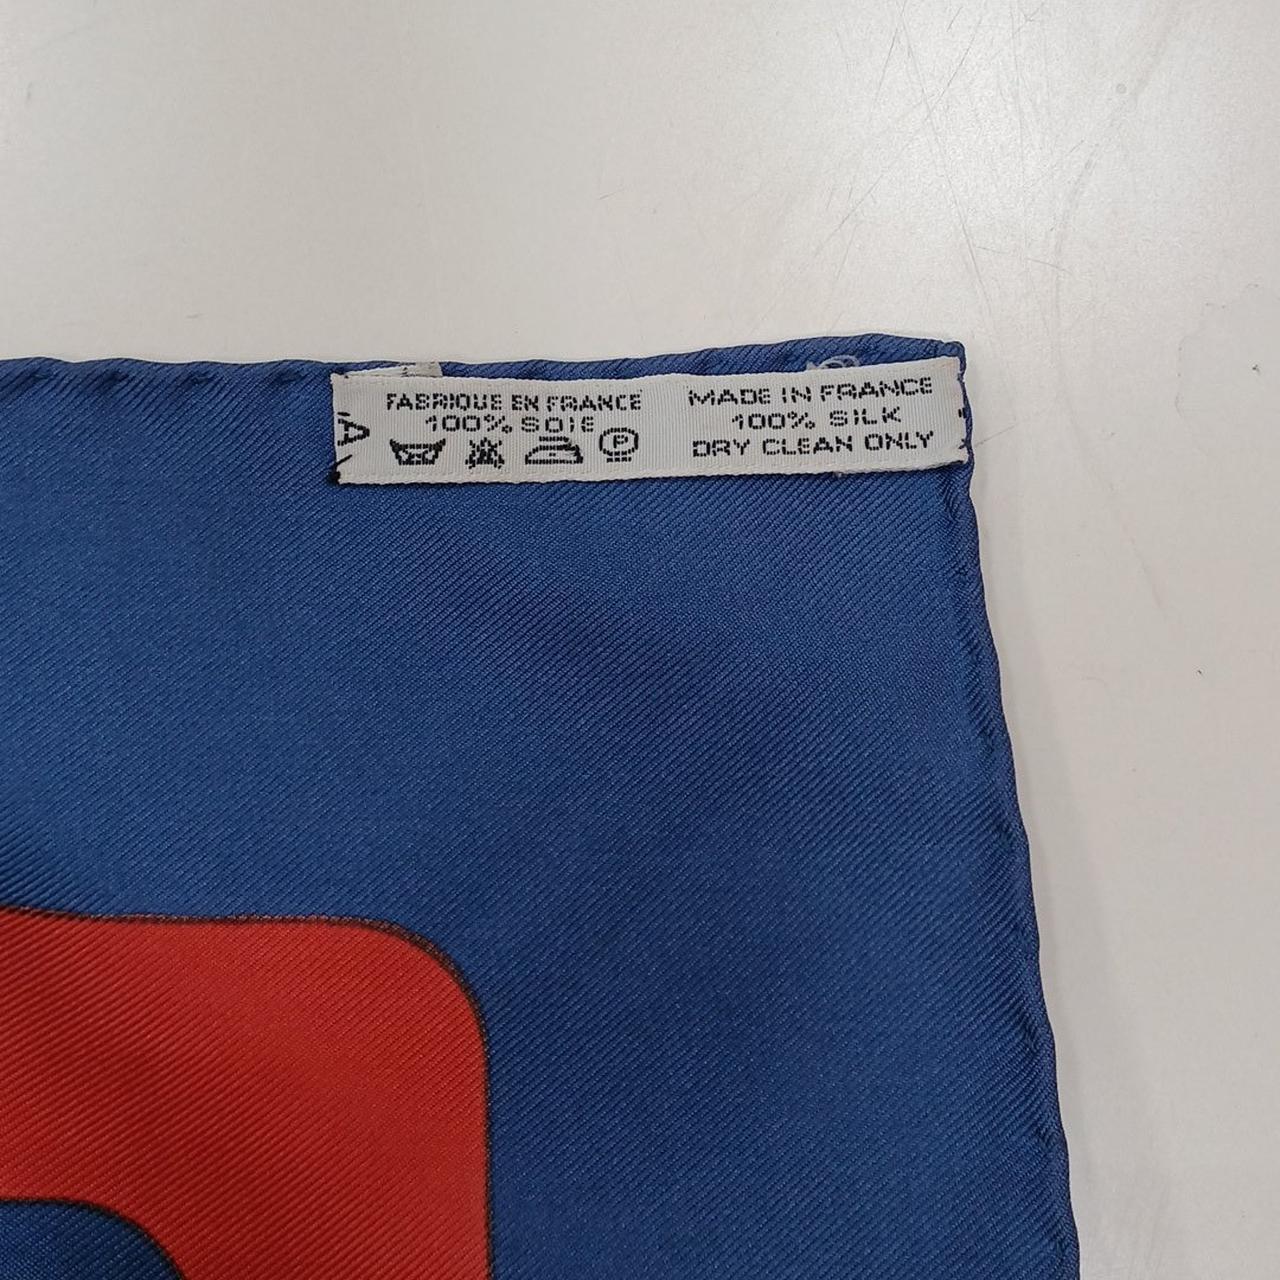 FABRIQUE EN FRANCE
100% SOIE
P
MADE IN FRANCE
100% SILK
DRY CLEAN ONLY
A